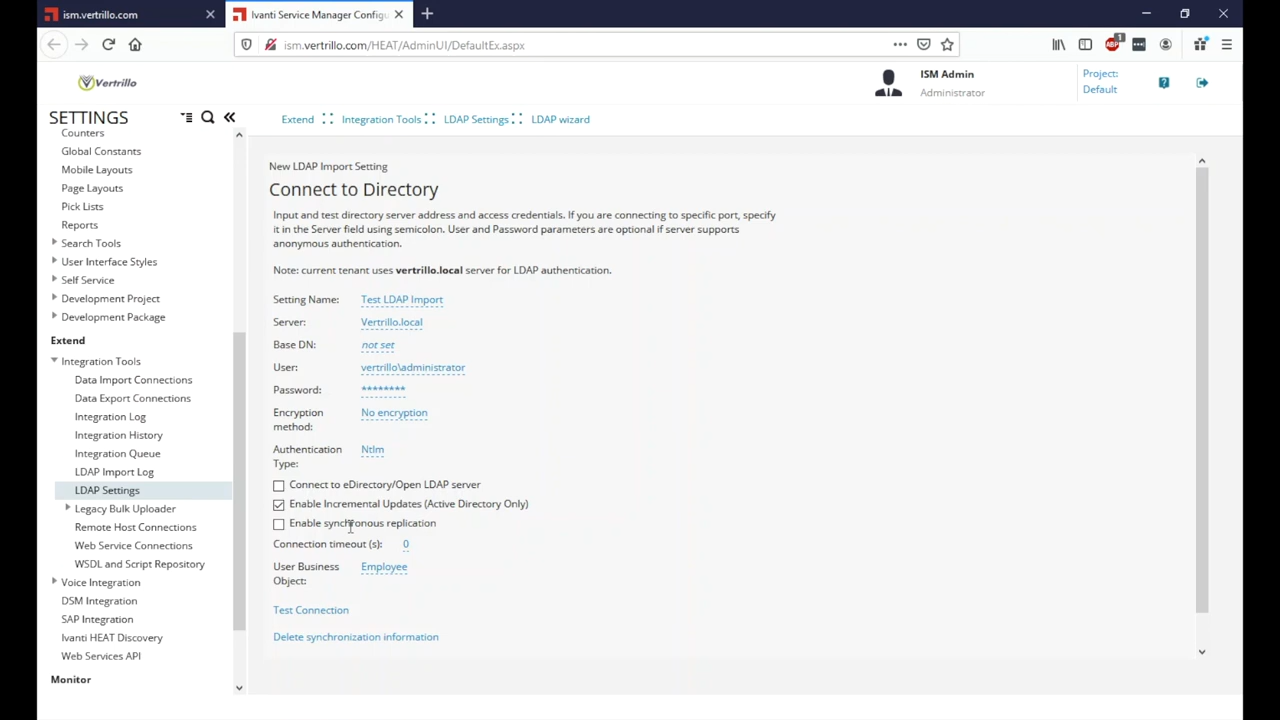 ism.vertrillo.com
Ivanti Service Manager Configu
ism.vertrillo.com/HEAT/AdminUI/DefaultEx.aspx
ABP
1
Vertrillo
ISM Admin
Administrator
Project:
Default
?
SETTINGS
Counters
Global Constants
Mobile Layouts
Page Layouts
Pick Lists
Reports
Search Tools
User Interface Styles
Self Service
Development Project
Development Package
Extend
Integration Tools
Data Import Connections
Data Export Connections
Integration Log
Integration History
Integration Queue
LDAP Import Log
LDAP Settings
Legacy Bulk Uploader
Remote Host Connections
Web Service Connections
WSDL and Script Repository
Voice Integration
DSM Integration
SAP Integration
Ivanti HEAT Discovery
Web Services API
Monitor
Extend Integration Tools LDAP Settings LDAP wizard
New LDAP Import Setting
Connect to Directory
Input and test directory server address and access credentials. If you are connecting to specific port, specify
it in the Server field using semicolon. User and Password parameters are optional if server supports
anonymous authentication.
Note: current tenant uses vertrillo.local server for LDAP authentication.
Setting Name: Test LDAP Import
Server: Vertrillo.local
Base DN: not set
User: vertrillo\administrator
Password: ********
Encryption method: No encryption
Authentication Type: Ntlm
Connect to eDirectory/Open LDAP server
Enable Incremental Updates (Active Directory Only)
Enable synchronous replication
Connection timeout (s): 0
User Business Object: Employee
Test Connection
Delete synchronization information